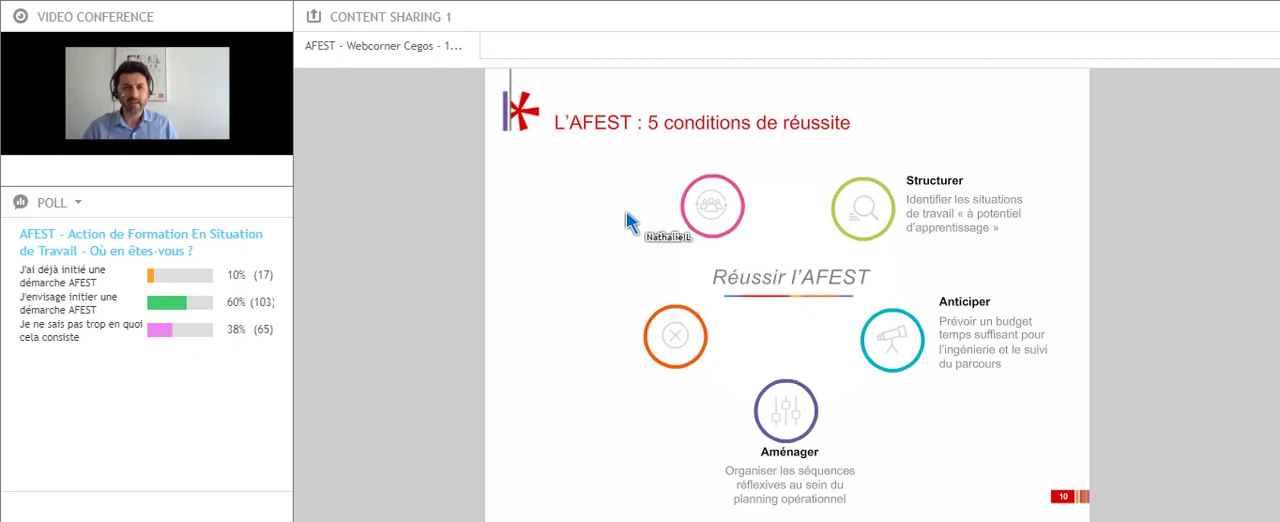 VIDEO CONFERENCE
CONTENT SHARING 1
AFEST - Webcorner Cegos - 1...
POLL
AFEST - Action de Formation En Situation
de Travail - Où en êtes-vous ?
J'ai déjà initié une
démarche AFEST
10% (17)
J'envisage initier une
démarche AFEST
60% (103)
Je ne sais pas trop en quoi
cela consiste
38% (65)
L'AFEST : 5 conditions de réussite
Structurer
Identifier les situations
de travail « à potentiel
d'apprentissage »
Nathalie L
Réussir l'AFEST
Anticiper
Prévoir un budget
temps suffisant pour
l'ingénierie et le suivi
du parcours
Aménager
Organiser les séquences
réflexives au sein du
planning opérationnel
10